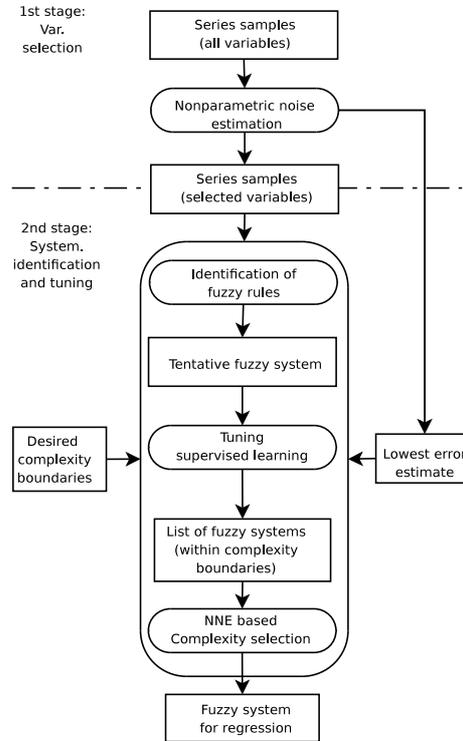 1st stage:
Var.
selection
Series samples
(all variables)
Nonparametric noise
estimation
Series samples
(selected variables)
2nd stage:
System.
identification
and tuning
Identification of
fuzzy rules
Tentative fuzzy system
Tuning
supervised learning
Desired
complexity
boundaries
Lowest error
estimate
List of fuzzy systems
(within complexity
boundaries)
NNE based
Complexity selection
Fuzzy system
for regression